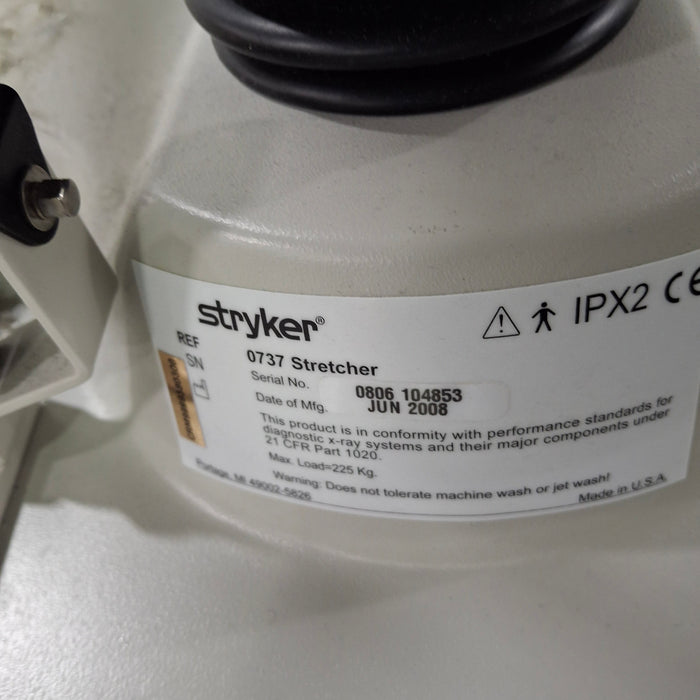 stryker®
IPX2 CE
REF 0737 Stretcher
SN Serial No. 0806 104853
Date of Mfg. JUN 2008
This product is in conformity with performance standards for
diagnostic x-ray systems and their major components under
21 CFR Part 1020.
Max. Load=225 Kg.
Warning: Does not tolerate machine wash or jet wash!
Portage, MI 49002-5826
Made in U.S.A.